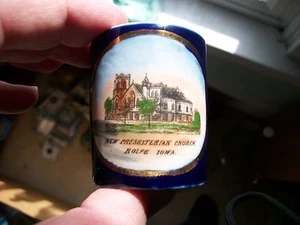 NEW PRESBYTERIAN CHURCH
ROLFE IOWA.